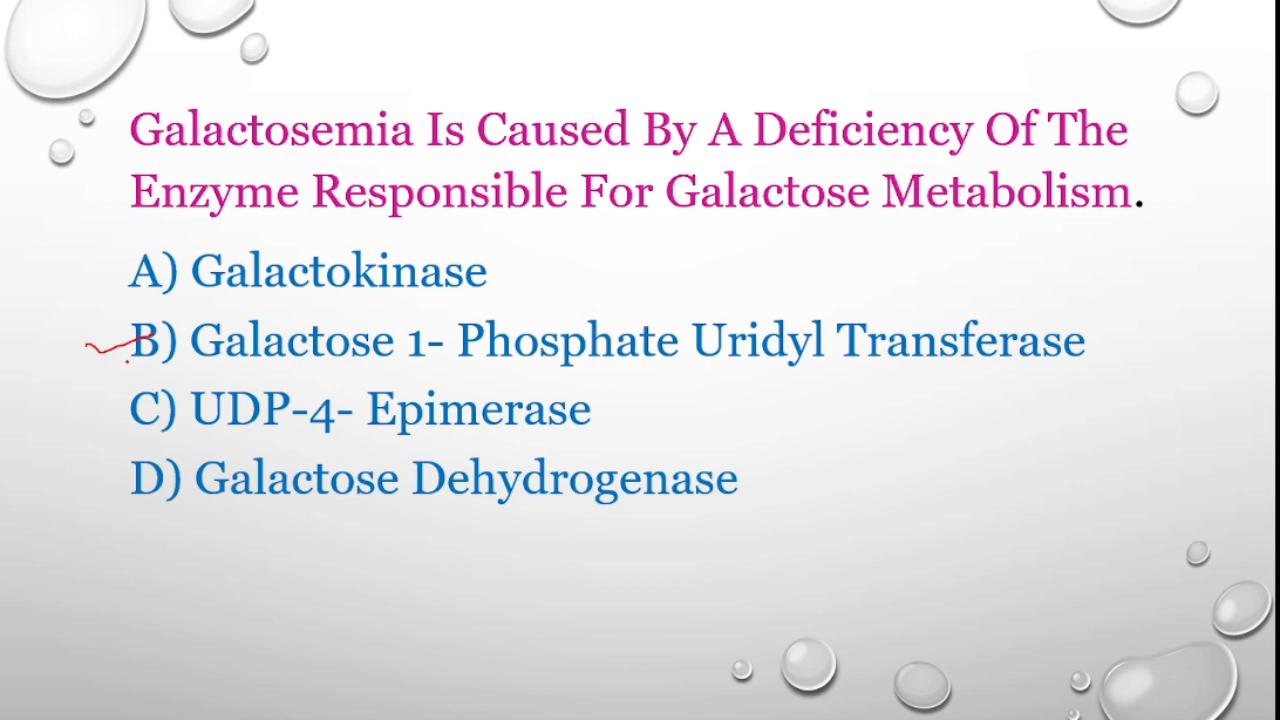 Galactosemia Is Caused By A Deficiency Of The
Enzyme Responsible For Galactose Metabolism.
A) Galactokinase
B) Galactose 1- Phosphate Uridyl Transferase
C) UDP-4- Epimerase
D) Galactose Dehydrogenase